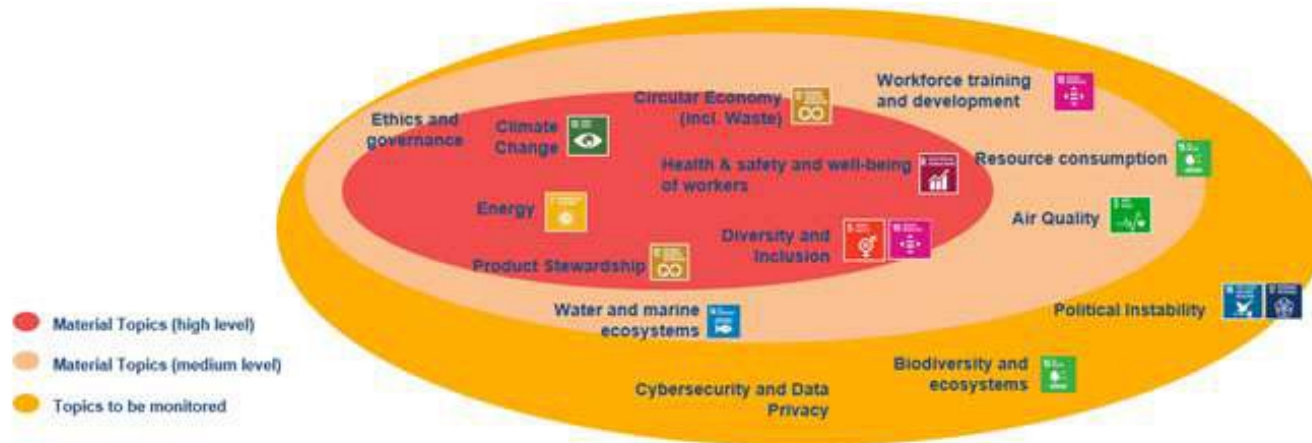 Workforce training
and development
Circular Economy
(incl. Waste)
Ethics and
governance
Climate
Change
Health & safety and well-being
of workers
Resource consumption
Energy
Air Quality
Diversity and
Inclusion
Product Stewardship
Water and marine
ecosystems
Political Instability
Material Topics (high level)
Material Topics (medium level)
Topics to be monitored
Biodiversity and
ecosystems
Cybersecurity and Data
Privacy